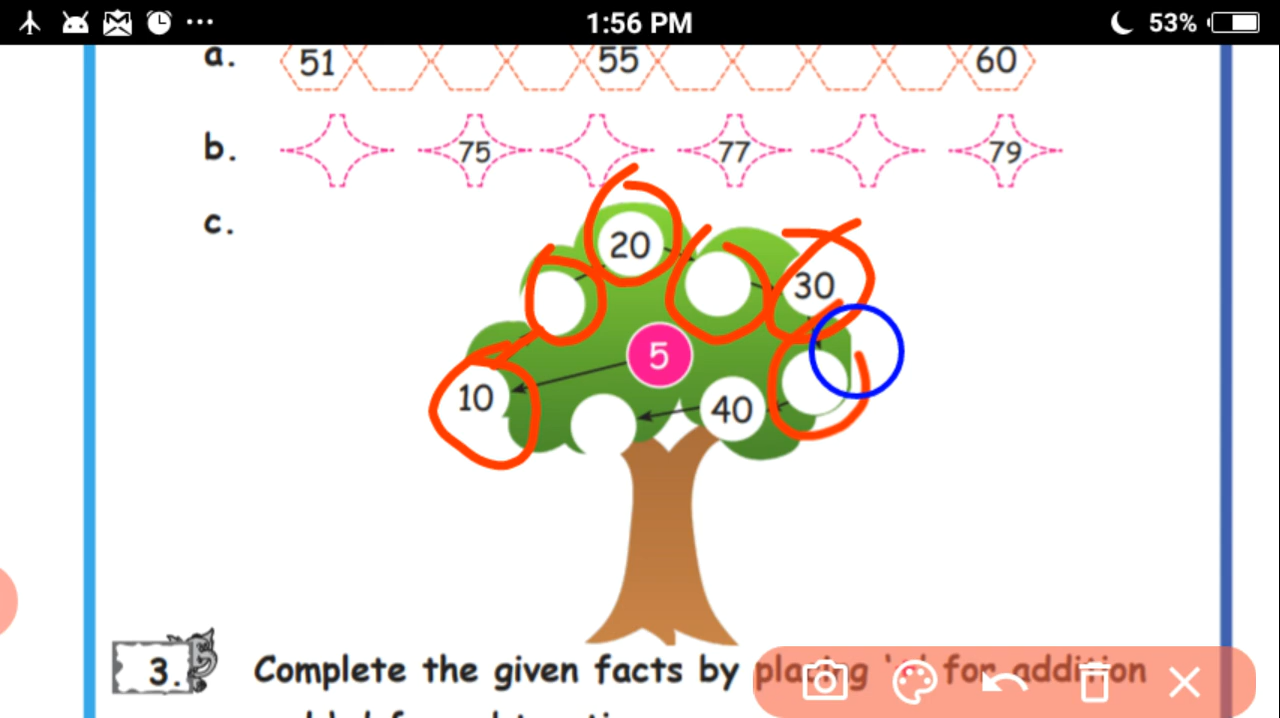 1:56 PM 53%
a. 51 55 60
b. 75 77 79
c.
20
30
5
10
40
3. Complete the given facts by placing for addition